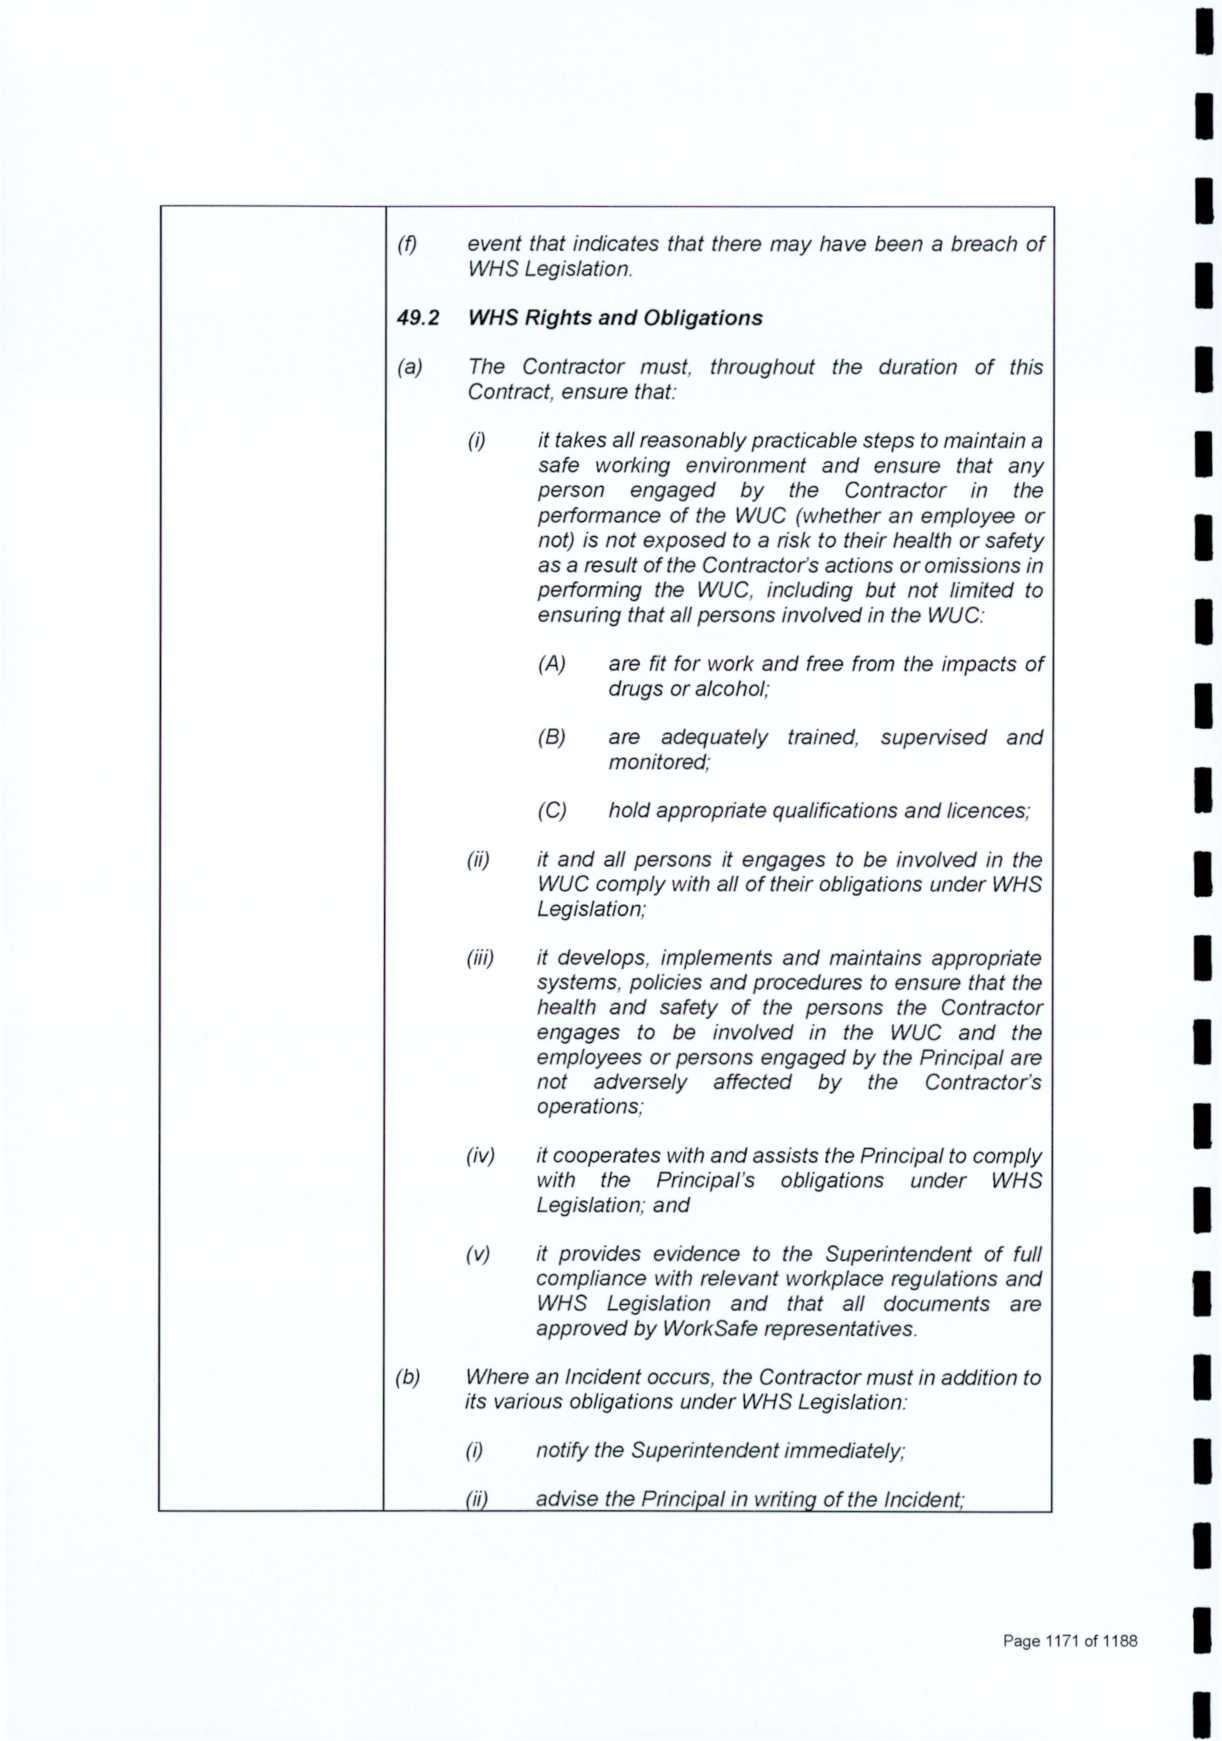 (f) event that indicates that there may have been a breach of
WHS Legislation.
49.2 WHS Rights and Obligations
(a) The Contractor must, throughout the duration of this
Contract, ensure that:
(i) it takes all reasonably practicable steps to maintain a
safe working environment and ensure that any
person engaged by the Contractor in the
performance of the WUC (whether an employee or
not) is not exposed to a risk to their health or safety
as a result of the Contractor's actions or omissions in
performing the WUC, including but not limited to
ensuring that all persons involved in the WUC:
(A) are fit for work and free from the impacts of
drugs or alcohol;
(B) are adequately trained, supervised and
monitored;
(C) hold appropriate qualifications and licences;
(ii) it and all persons it engages to be involved in the
WUC comply with all of their obligations under WHS
Legislation;
(iii) it develops, implements and maintains appropriate
systems, policies and procedures to ensure that the
health and safety of the persons the Contractor
engages to be involved in the WUC and the
employees or persons engaged by the Principal are
not adversely affected by the Contractor's
operations;
(iv) it cooperates with and assists the Principal to comply
with the Principal's obligations under WHS
Legislation; and
(v) it provides evidence to the Superintendent of full
compliance with relevant workplace regulations and
WHS Legislation and that all documents are
approved by WorkSafe representatives.
(b) Where an Incident occurs, the Contractor must in addition to
its various obligations under WHS Legislation:
(i) notify the Superintendent immediately;
(ii) advise the Principal in writing of the Incident;
Page 1171 of 1188